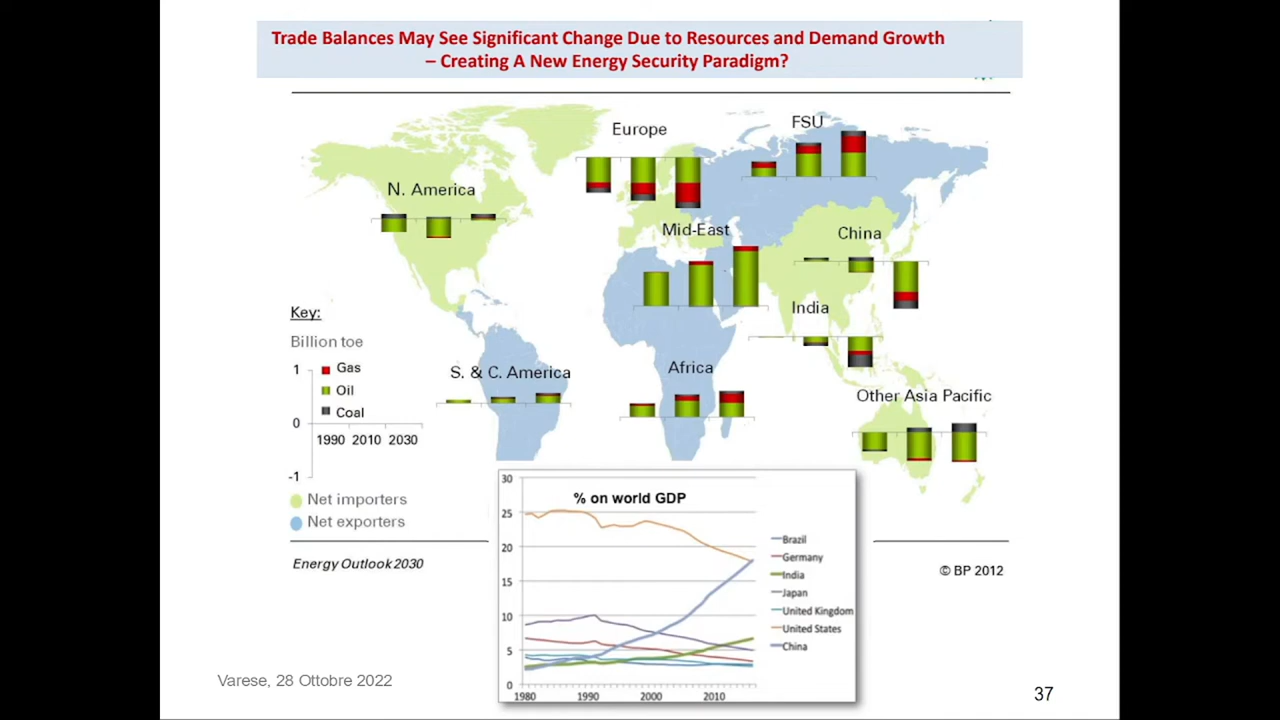 Trade Balances May See Significant Change Due to Resources and Demand Growth
– Creating A New Energy Security Paradigm?
FSU
Europe
N. America
Mid-East
China
India
Key:
Billion toe
1
Gas
Oil
Coal
0
1990 2010 2030
-1
S. & C. America
Africa
Other Asia Pacific
Net importers
Net exporters
Energy Outlook 2030
© BP 2012
% on world GDP
30
25
20
15
10
5
0
1980 1990 2000 2010
Brazil
Germany
India
Japan
United Kingdom
United States
China
Varese, 28 Ottobre 2022
37